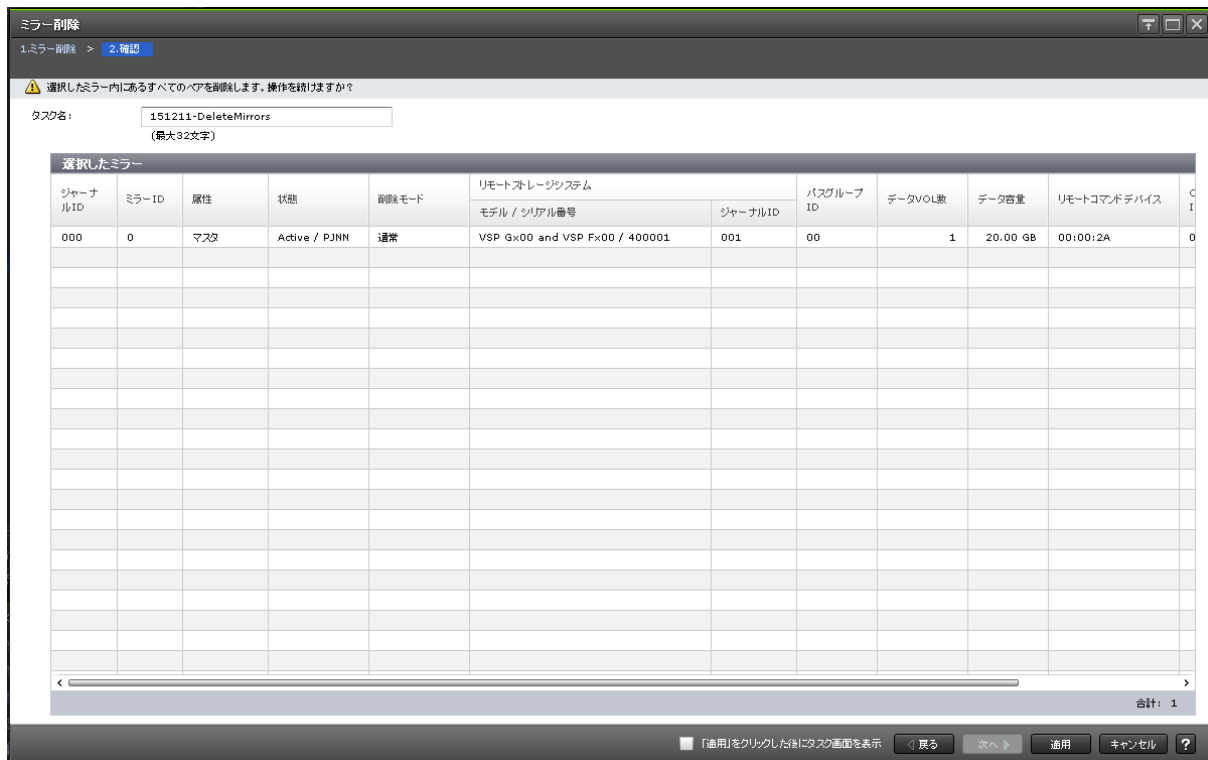 ミラー削除
1.ミラー削除 > 2.確認
選択したミラー内にあるすべてのペアを削除します。操作を続けますか?
タスク名: 151211-DeleteMirrors
(最大32文字)
選択したミラー
ジャーナルID ミラーID 属性 状態 削除モード リモートストレージシステム パスグループID データVOL数 データ容量 リモートコマンドデバイス
モデル / シリアル番号 ジャーナルID
000 0 マスタ Active / PJNN 通常 VSP Gx00 and VSP Fx00 / 400001 001 00 1 20.00 GB 00:00:2A
合計: 1
「適用」をクリックした後にタスク画面を表示 戻る 次へ 適用 キャンセル ?